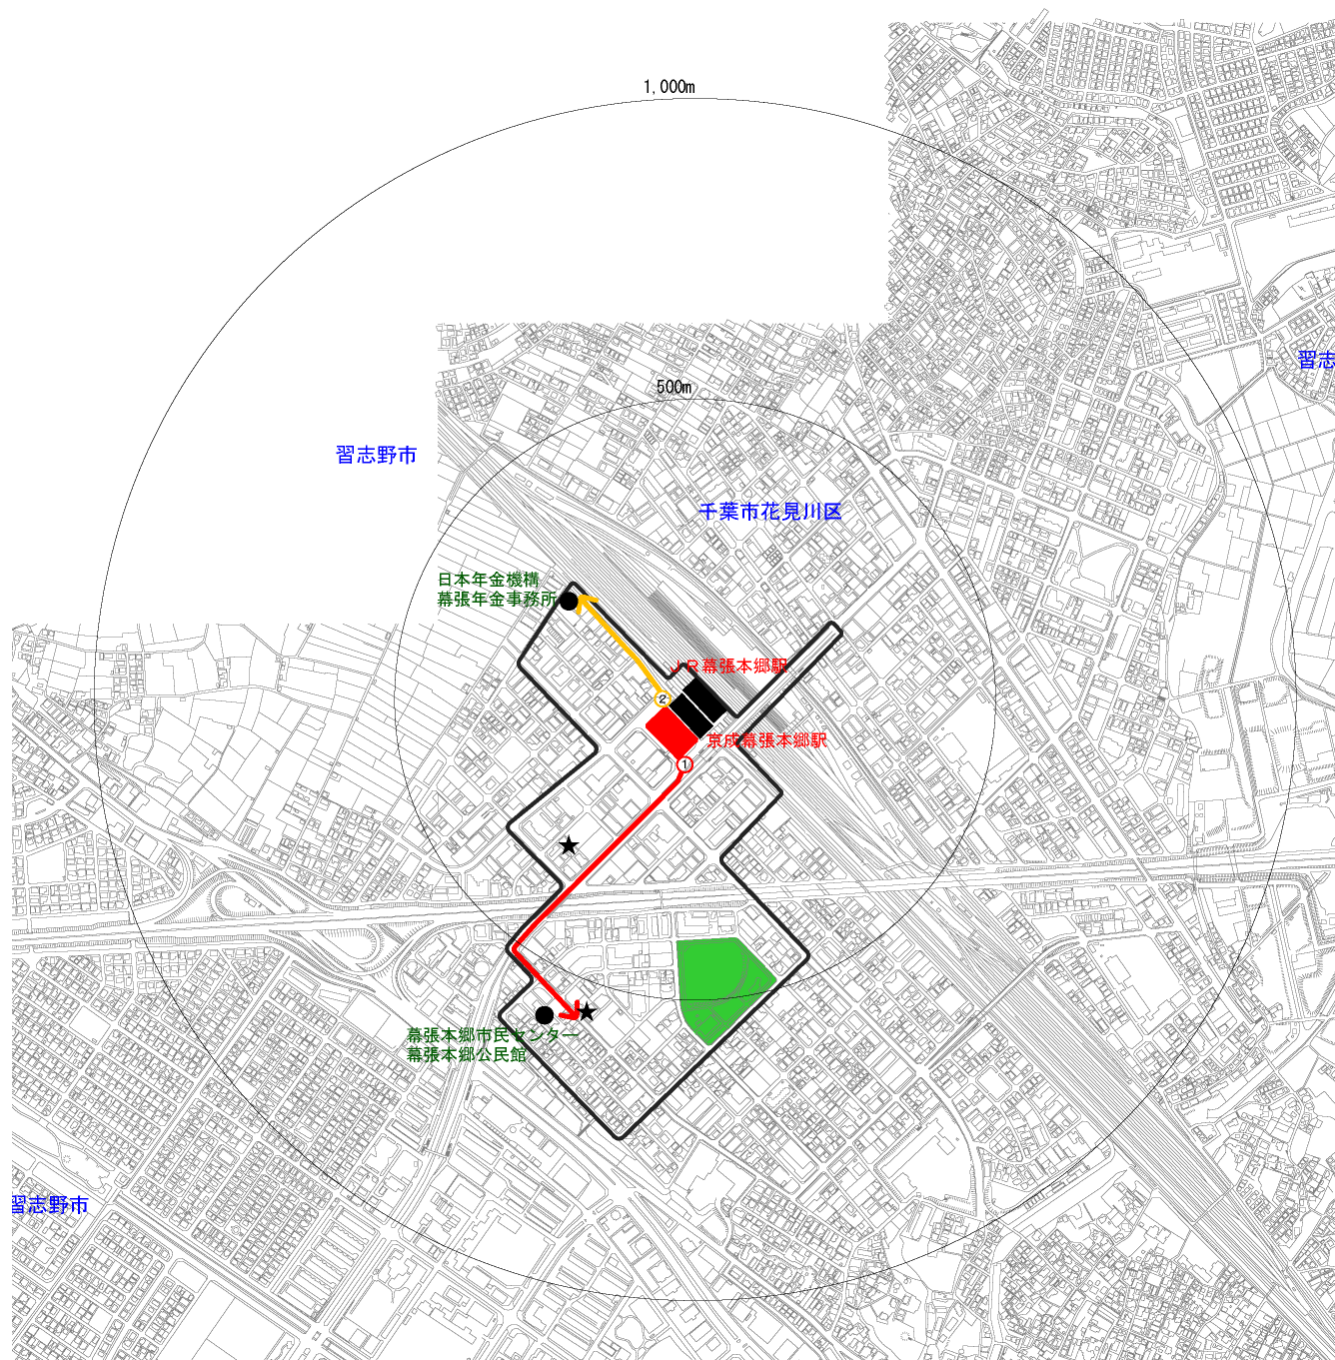 1,000m
習志
500m
習志野市
千葉市花見川区
日本年金機構
幕張年金事務所
JR幕張本郷駅
②
京成幕張本郷駅
①
幕張本郷市民センター
幕張本郷公民館
習志野市